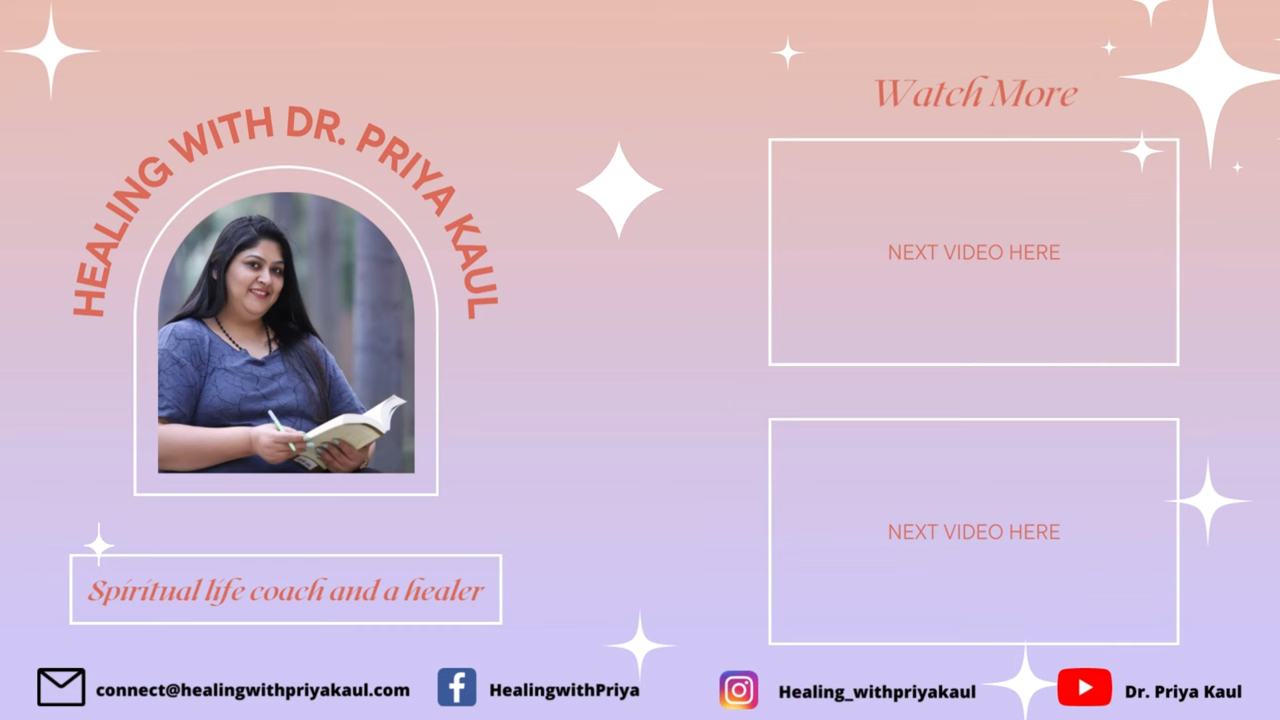 HEALING WITH DR. PRIYA KAUL
Spiritual life coach and a healer
Watch More
NEXT VIDEO HERE
NEXT VIDEO HERE
connect@healingwithpriyakaul.com
HealingwithPriya
Healing_withpriyakaul
Dr. Priya Kaul